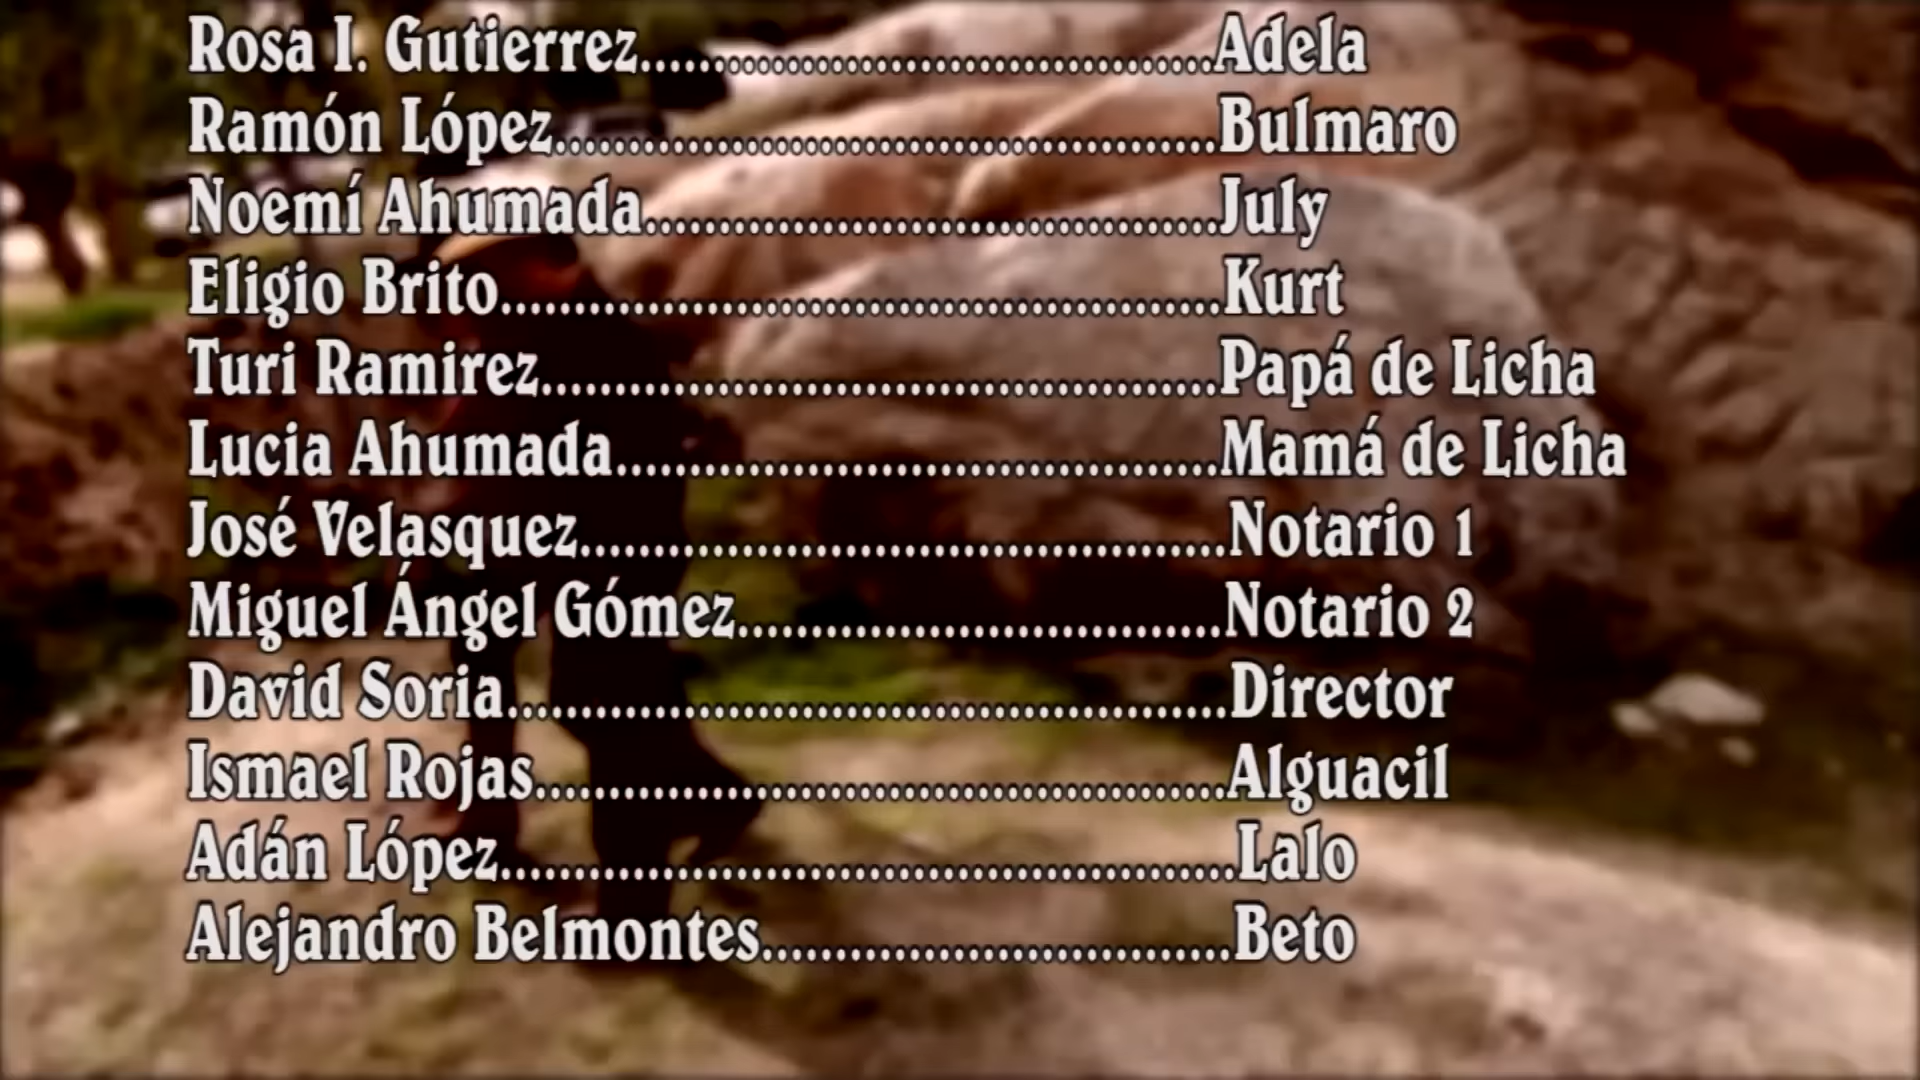 Rosa I. Gutierrez.......................................Adela
Ramón López.............................................Bulmaro
Noemí Ahumada.......................................July
Eligio Brito.................................................Kurt
Turi Ramirez..............................................Papá de Licha
Lucia Ahumada.........................................Mamá de Licha
José Velasquez............................................Notario 1
Miguel Ángel Gómez.................................Notario 2
David Soria.................................................Director
Ismael Rojas...............................................Alguacil
Adán López..................................................Lalo
Alejandro Belmontes................................Beto